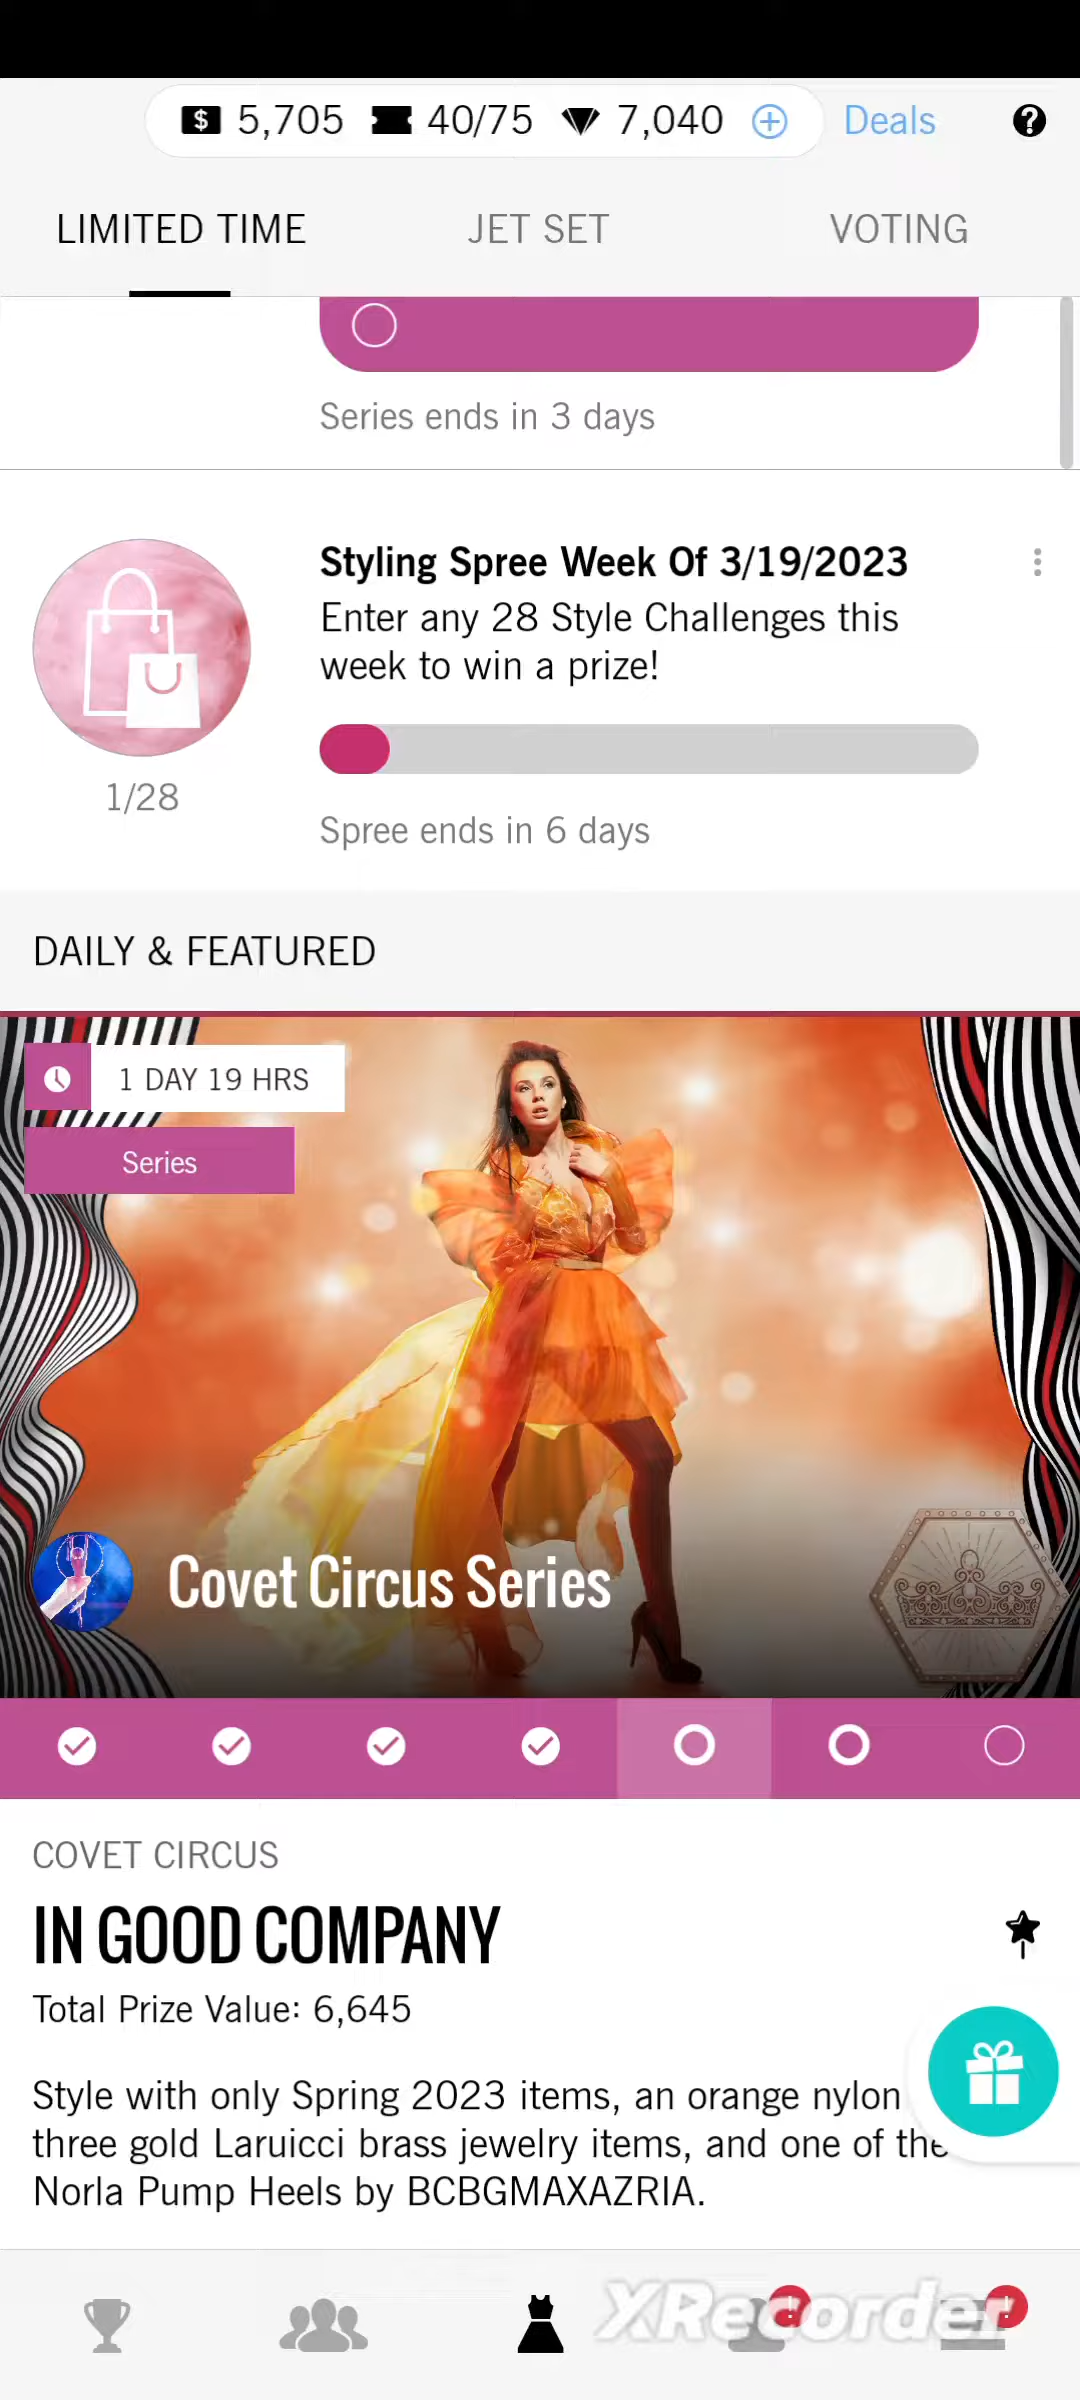 5,705 40/75 7,040 Deals
LIMITED TIME JET SET VOTING
Series ends in 3 days
Styling Spree Week Of 3/19/2023
Enter any 28 Style Challenges this
week to win a prize!
1/28
Spree ends in 6 days
DAILY & FEATURED
1 DAY 19 HRS
Series
Covet Circus Series
COVET CIRCUS
IN GOOD COMPANY
Total Prize Value: 6,645
Style with only Spring 2023 items, an orange nylon
three gold Laruicci brass jewelry items, and one of the
Norla Pump Heels by BCBGMAXAZRIA.
XRecorder